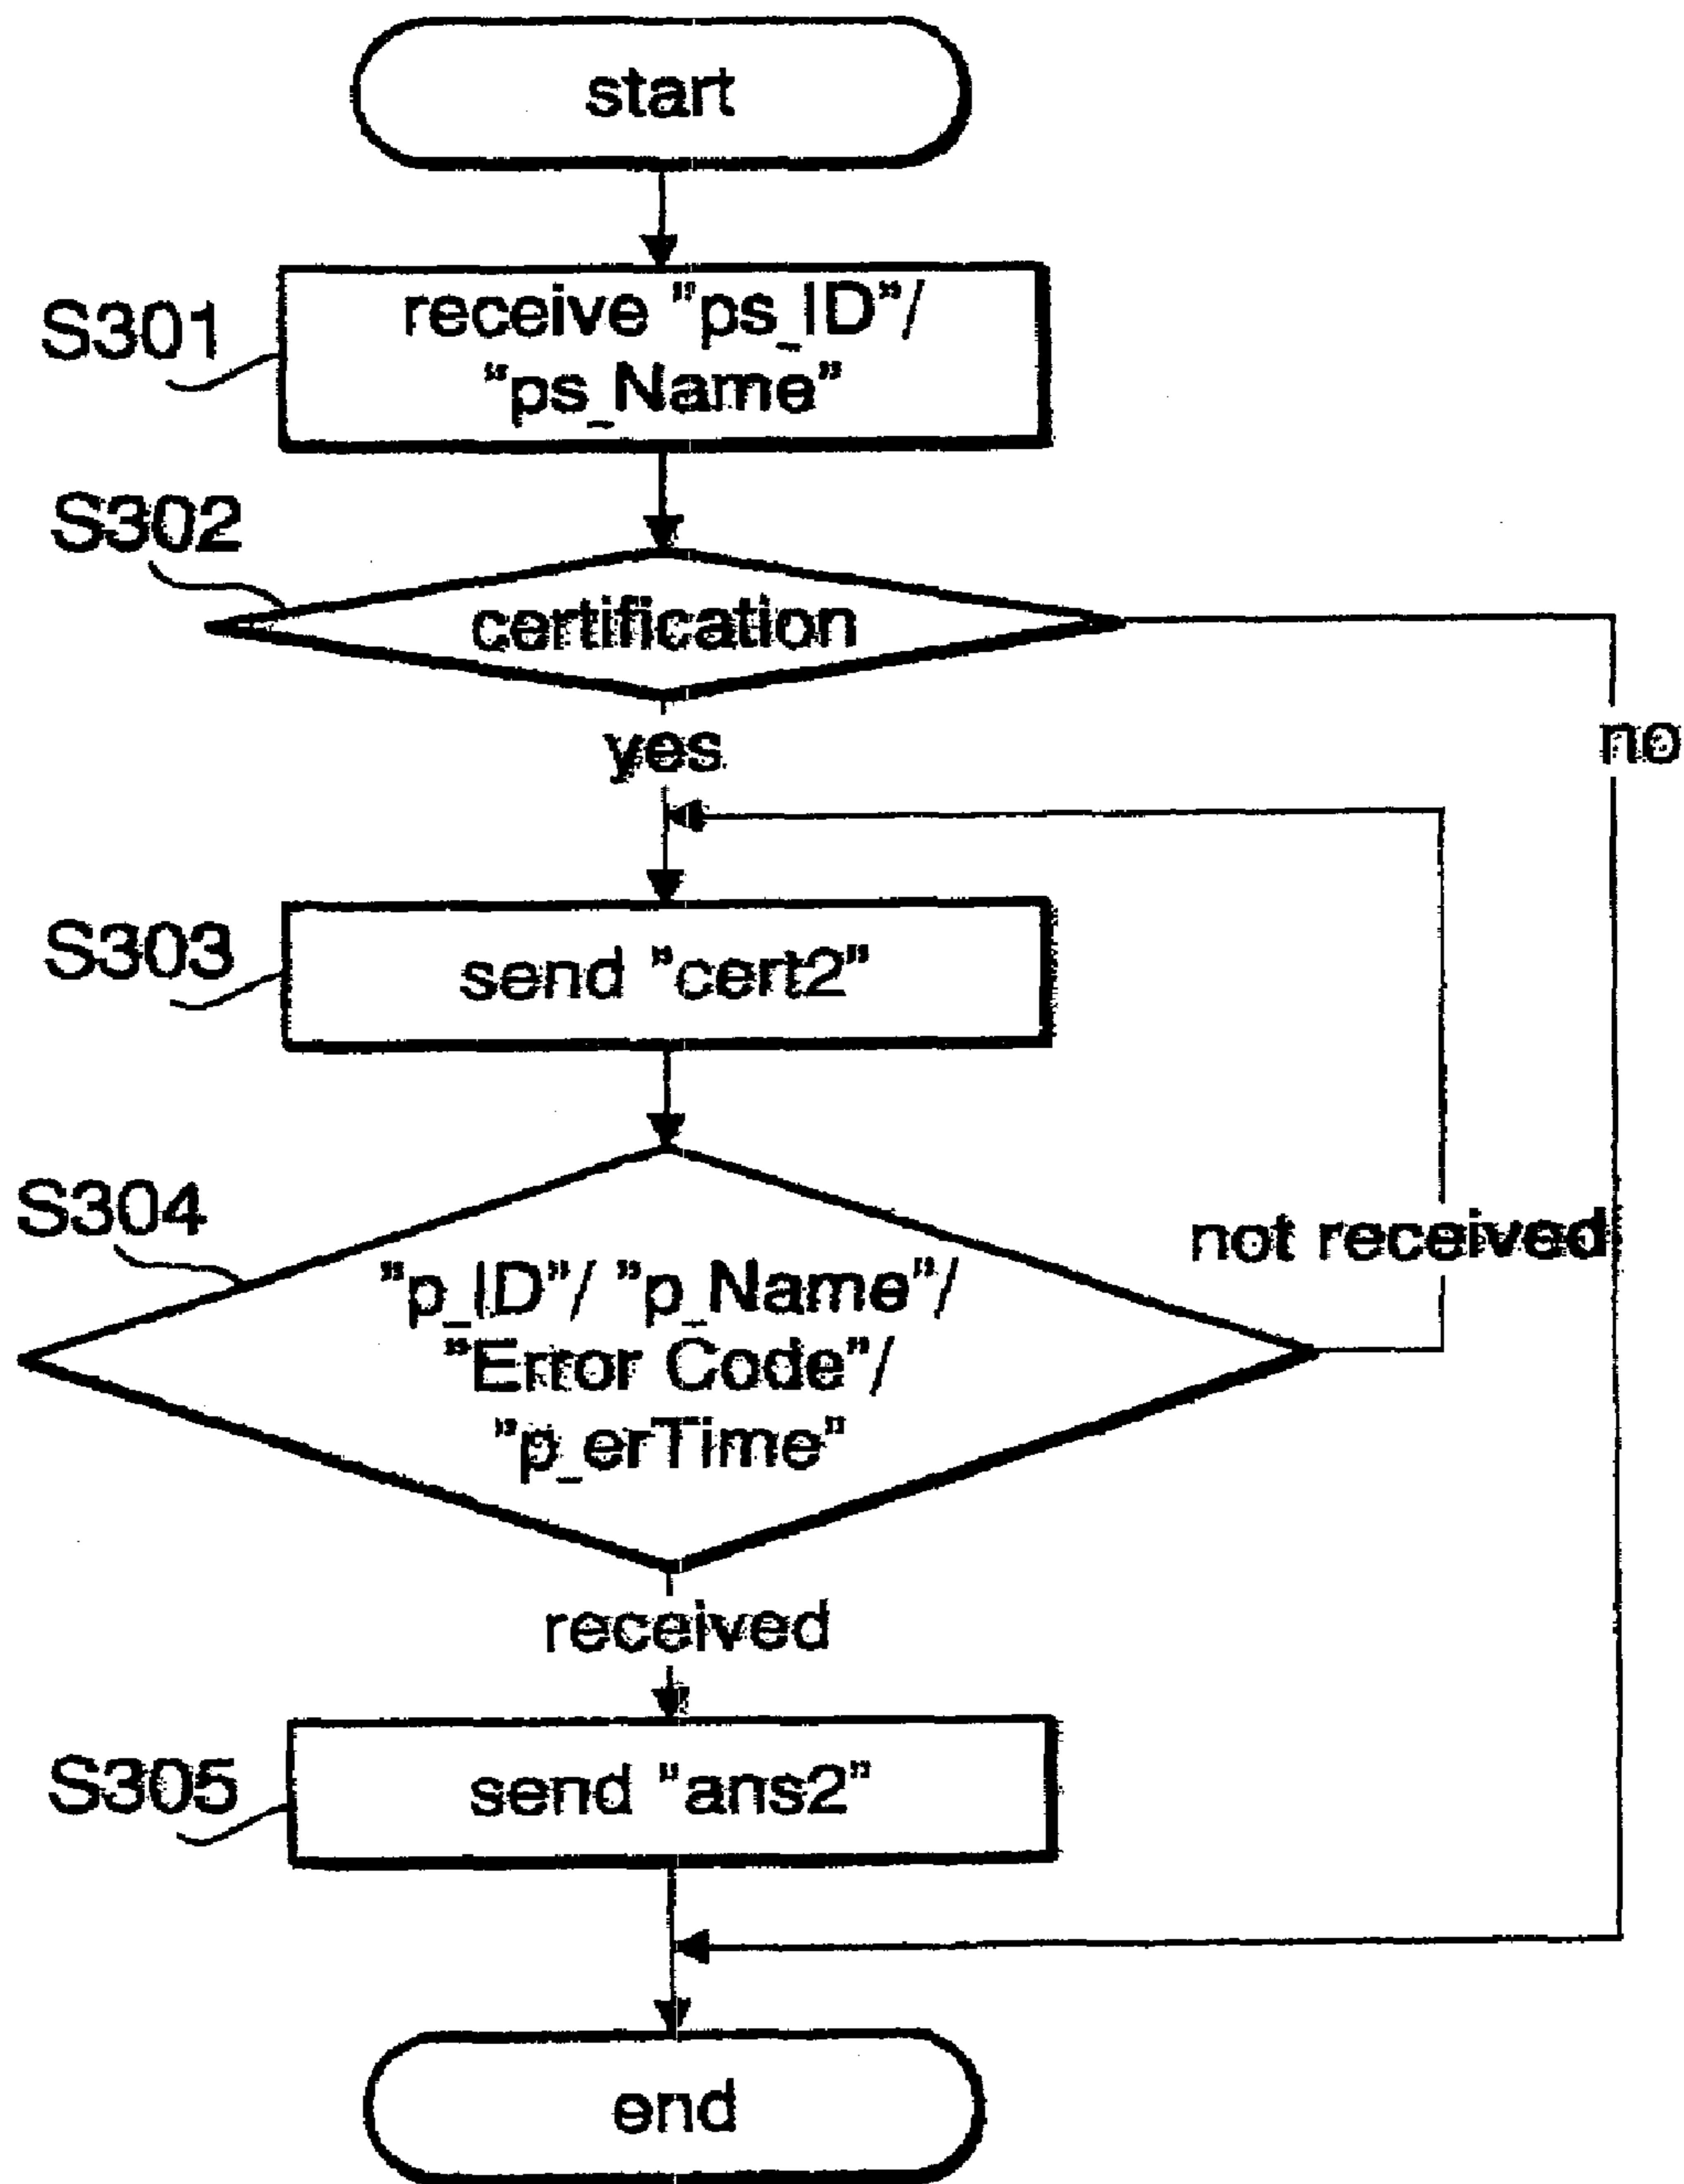 start
S301
receive "ps_ID"/
"ps_Name"
S302
certification
yes
no
S303
send "cert2"
S304
not received
"p_ID"/ "p_Name"/
"Error Code"/
"p_erTime"
received
S305
send "ans2"
end